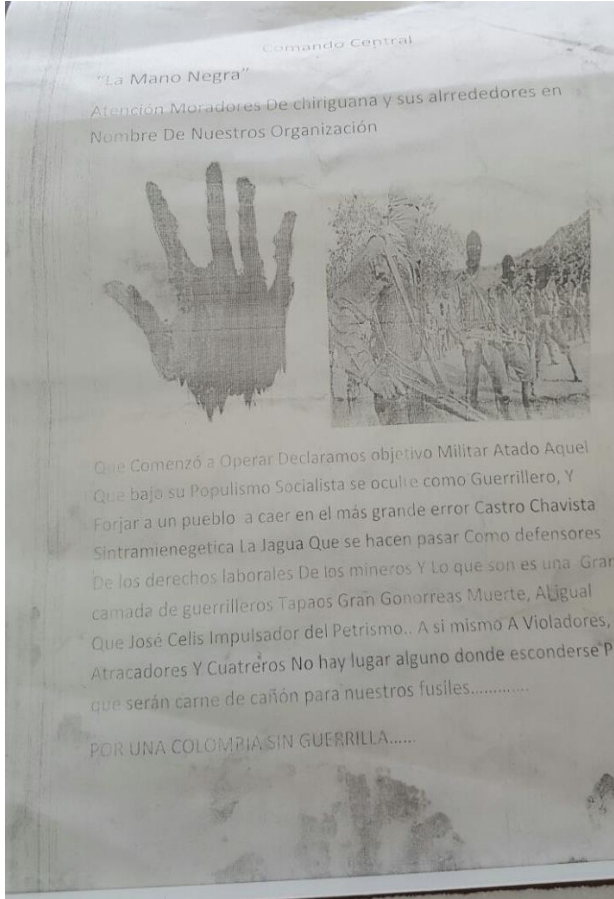 Comando Central
"La Mano Negra"
Atención Moradores De chiriguana y sus alrrededores en
Nombre De Nuestros Organización
Que Comenzó a Operar Declaramos objetivo Militar Atado Aquel
Que bajo su Populismo Socialista se oculte como Guerrillero, Y
Forjar a un pueblo a caer en el más grande error Castro Chavista
Sintramienegetica La Jagua Que se hacen pasar Como defensores
De los derechos laborales De los mineros Y Lo que son es una Gran
camada de guerrilleros Tapaos Gran Gonorreas Muerte, Al igual
Que José Celis Impulsador del Petrismo.. A si mismo A Violadores,
Atracadores Y Cuatreros No hay lugar alguno donde esconderse
que serán carne de cañón para nuestros fusiles.............
POR UNA COLOMBIA SIN GUERRILLA......